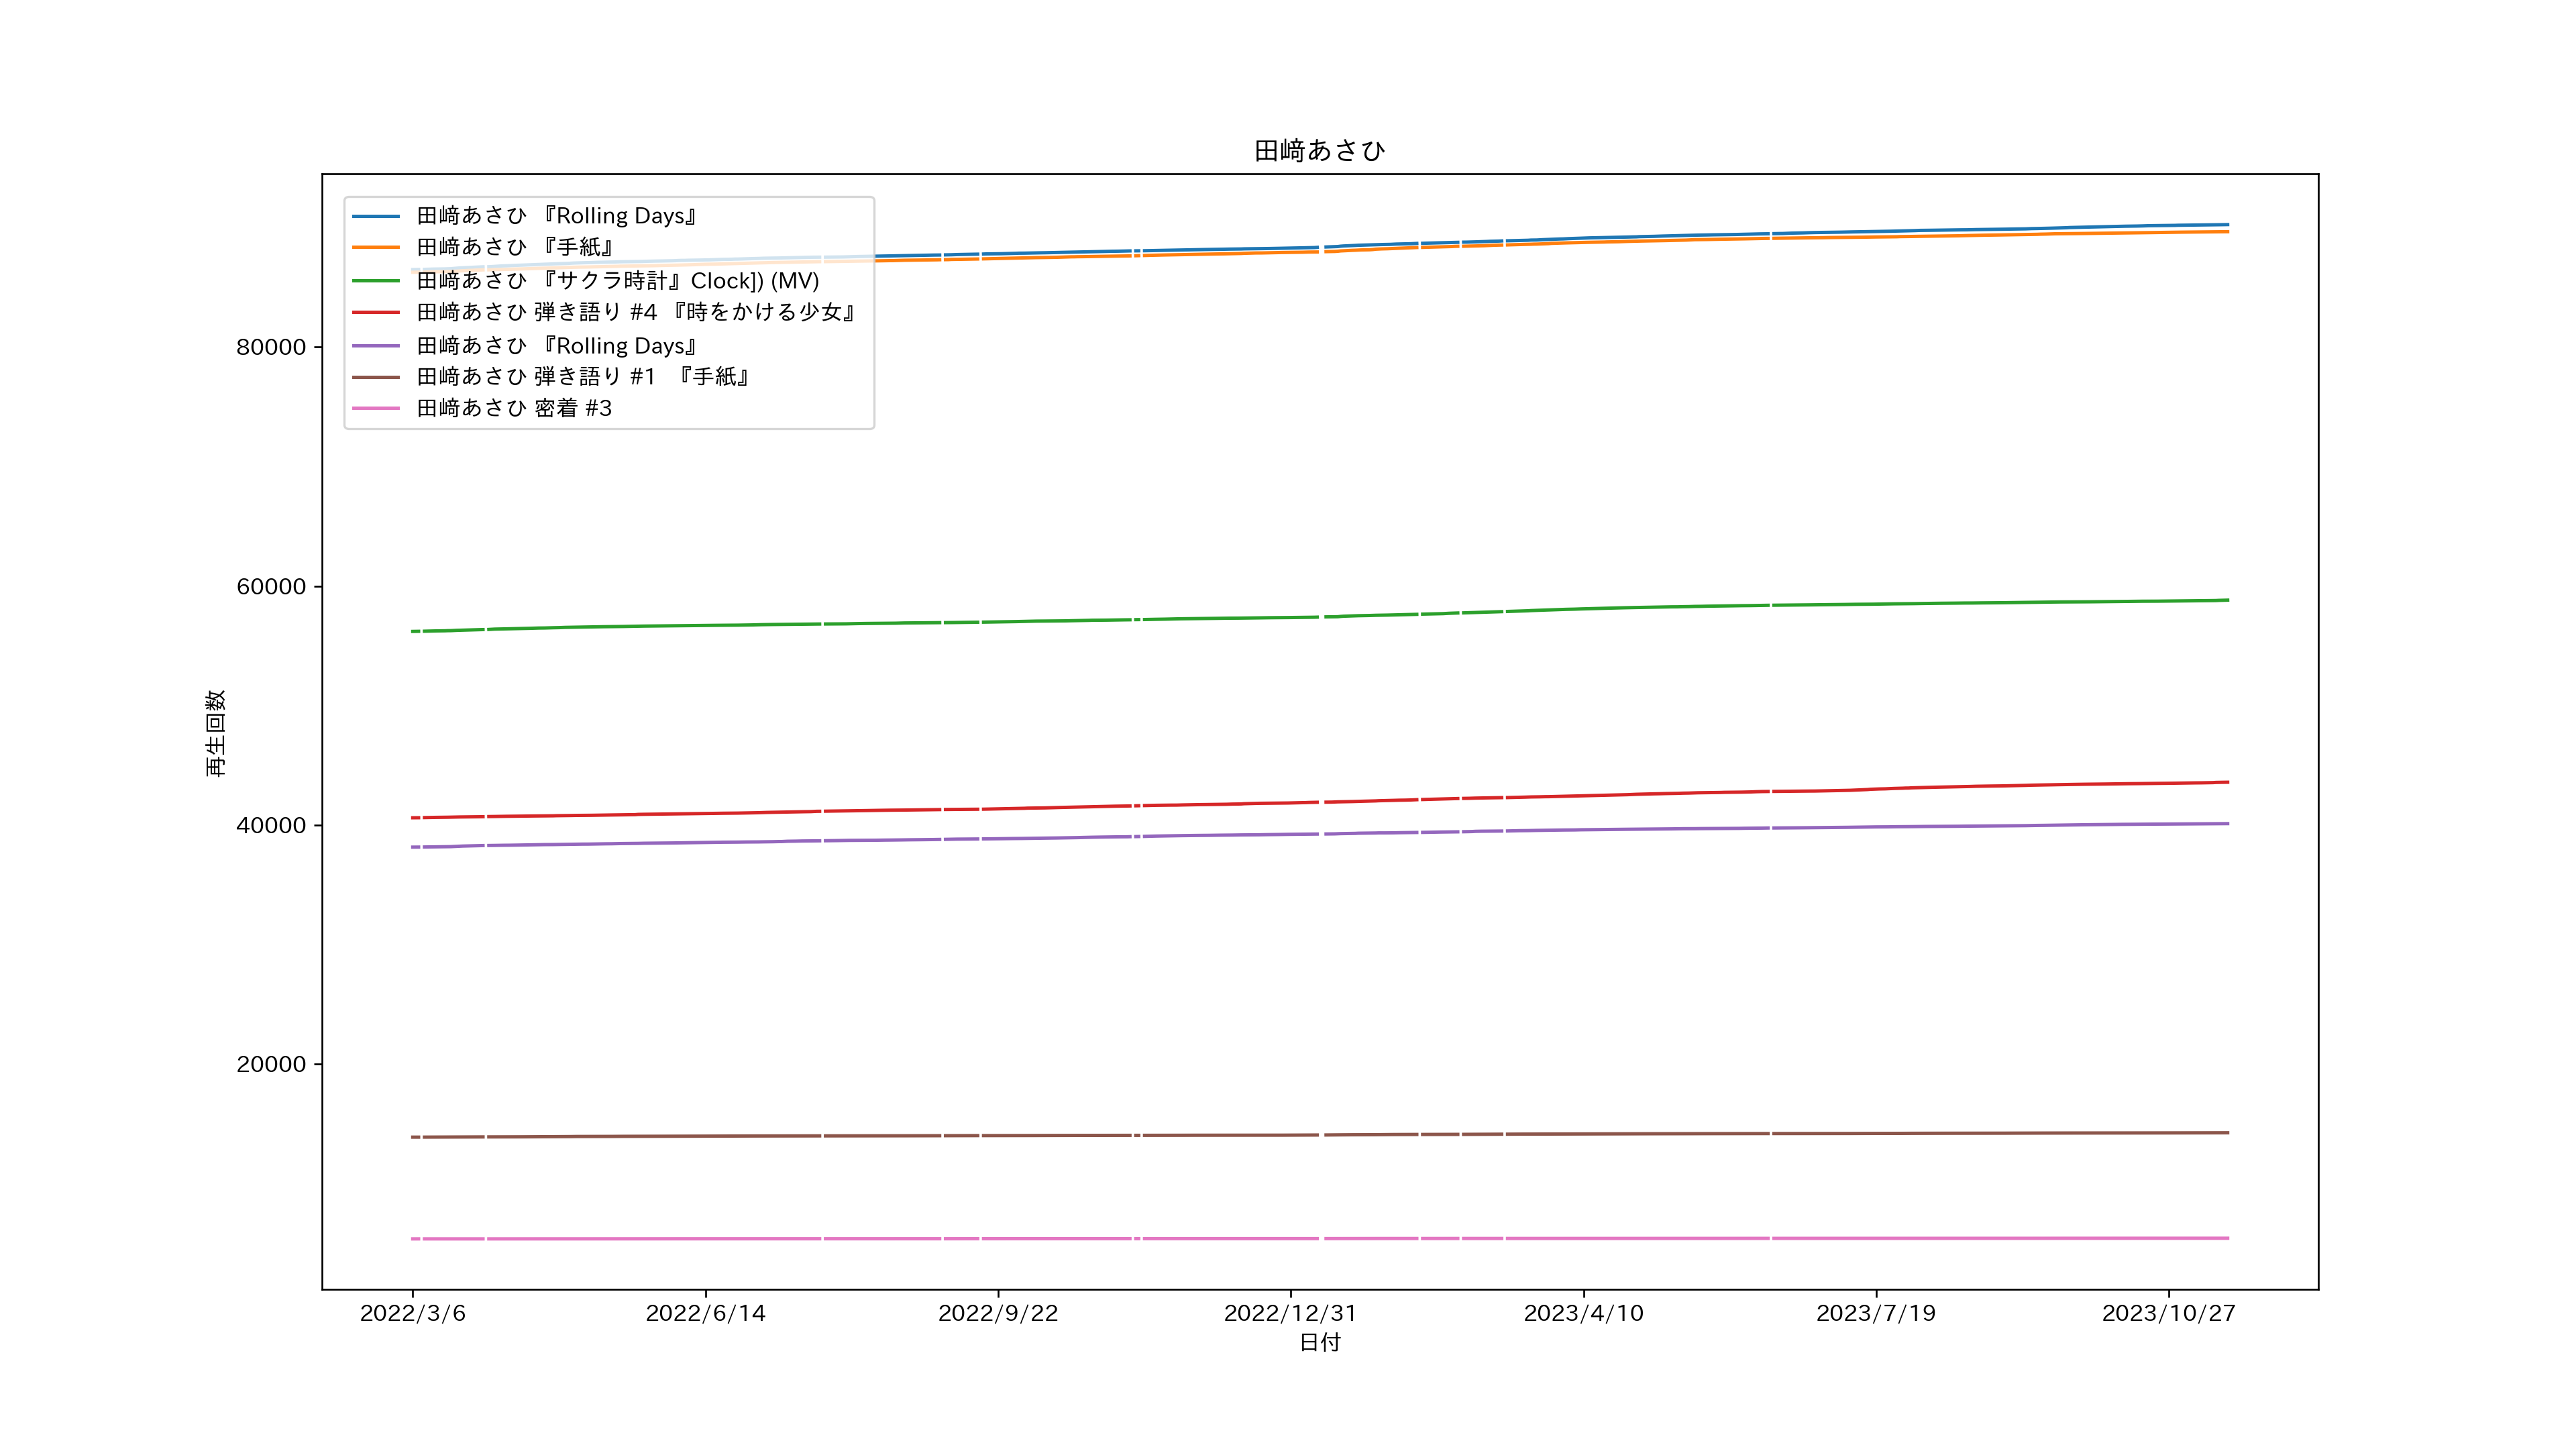 田﨑あさひ
田﨑あさひ 『Rolling Days』
田﨑あさひ 『手紙』
田﨑あさひ 『サクラ時計』Clock]) (MV)
田﨑あさひ 弾き語り #4 『時をかける少女』
田﨑あさひ 『Rolling Days』
田﨑あさひ 弾き語り #1 『手紙』
田﨑あさひ 密着 #3
再生回数
80000
60000
40000
20000
2022/3/6 2022/6/14 2022/9/22 2022/12/31 2023/4/10 2023/7/19 2023/10/27
日付